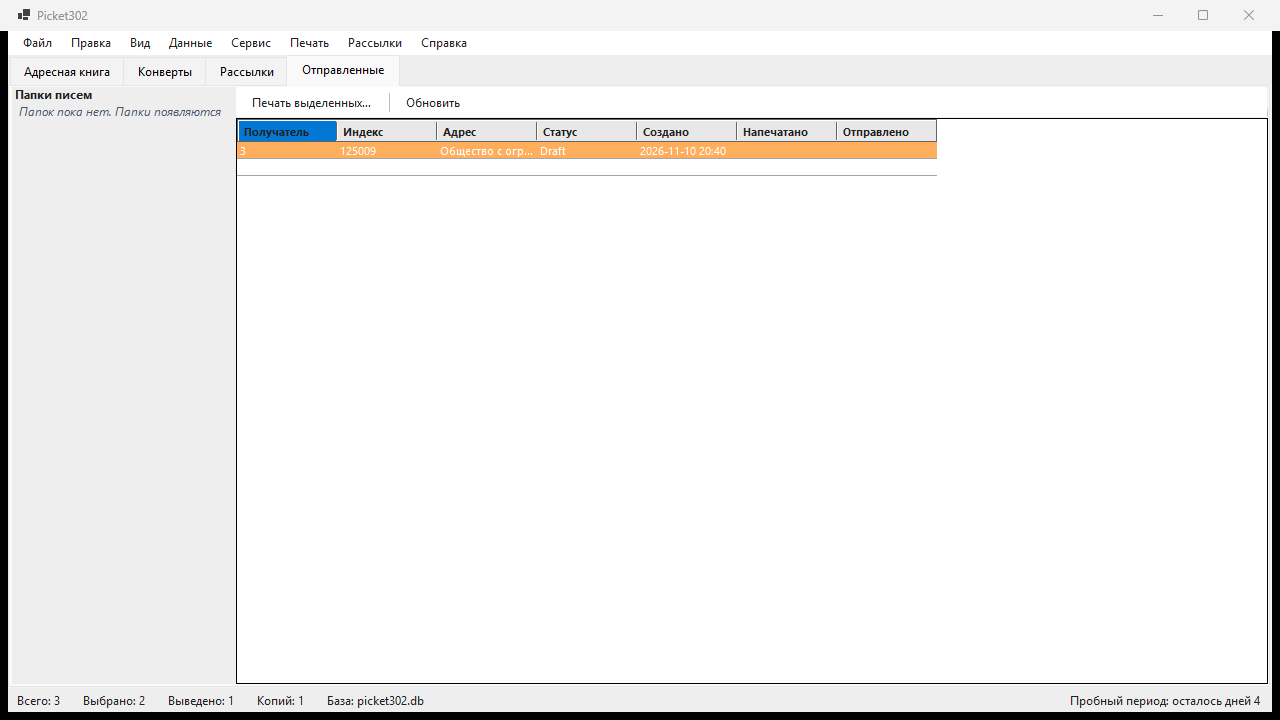 Picket302
Файл Правка Вид Данные Сервис Печать Рассылки Справка
Адресная книга Конверты Рассылки Отправленные
Папки писем
Папок пока нет. Папки появляются
Печать выделенных... Обновить
Получатель Индекс Адрес Статус Создано Напечатано Отправлено
3 125009 Общество с огр... Draft 2026-11-10 20:40
Всего: 3 Выбрано: 2 Выведено: 1 Копий: 1 База: picket302.db Пробный период: осталось дней 4